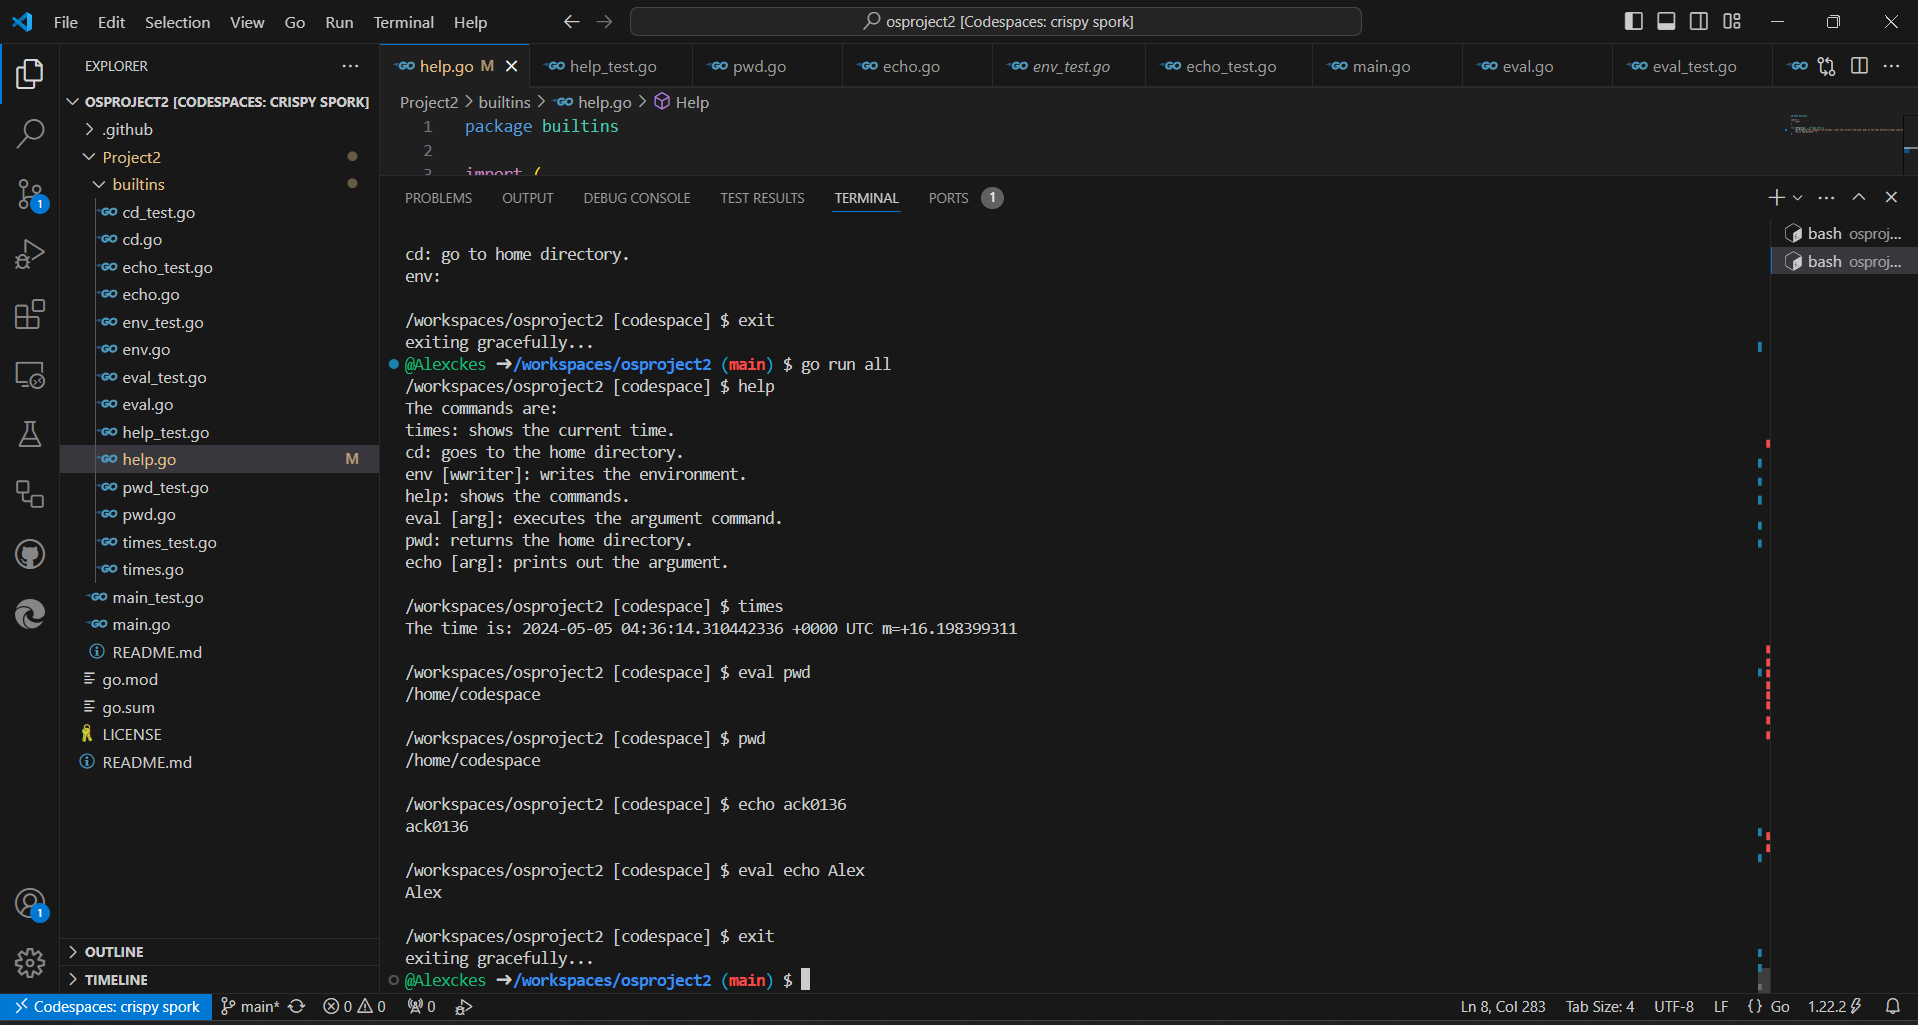 File Edit Selection View Go Run Terminal Help
osproject2 [Codespaces: crispy spork]
EXPLORER
help.go M
help_test.go
pwd.go
echo.go
env_test.go
echo_test.go
main.go
eval.go
eval_test.go
OSPROJECT2 [CODESPACES: CRISPY SPORK]
.github
Project2
builtins
cd_test.go
cd.go
echo_test.go
echo.go
env_test.go
env.go
eval_test.go
eval.go
help_test.go
help.go M
pwd_test.go
pwd.go
times_test.go
times.go
main_test.go
main.go
README.md
go.mod
go.sum
LICENSE
README.md
OUTLINE
TIMELINE
1
1
Project2 > builtins > help.go > Help
1 package builtins
2
3 import (
PROBLEMS OUTPUT DEBUG CONSOLE TEST RESULTS TERMINAL PORTS 1
bash osproj...
bash osproj...
cd: go to home directory.
env:
/workspaces/osproject2 [codespace] $ exit
exiting gracefully...
@Alexckes ➜/workspaces/osproject2 (main) $ go run all
/workspaces/osproject2 [codespace] $ help
The commands are:
times: shows the current time.
cd: goes to the home directory.
env [wwriter]: writes the environment.
help: shows the commands.
eval [arg]: executes the argument command.
pwd: returns the home directory.
echo [arg]: prints out the argument.
/workspaces/osproject2 [codespace] $ times
The time is: 2024-05-05 04:36:14.310442336 +0000 UTC m=+16.198399311
/workspaces/osproject2 [codespace] $ eval pwd
/home/codespace
/workspaces/osproject2 [codespace] $ pwd
/home/codespace
/workspaces/osproject2 [codespace] $ echo ack0136
ack0136
/workspaces/osproject2 [codespace] $ eval echo Alex
Alex
/workspaces/osproject2 [codespace] $ exit
exiting gracefully...
@Alexckes ➜/workspaces/osproject2 (main) $
Codespaces: crispy spork main* 0 0 0
Ln 8, Col 283 Tab Size: 4 UTF-8 LF {} Go 1.22.2